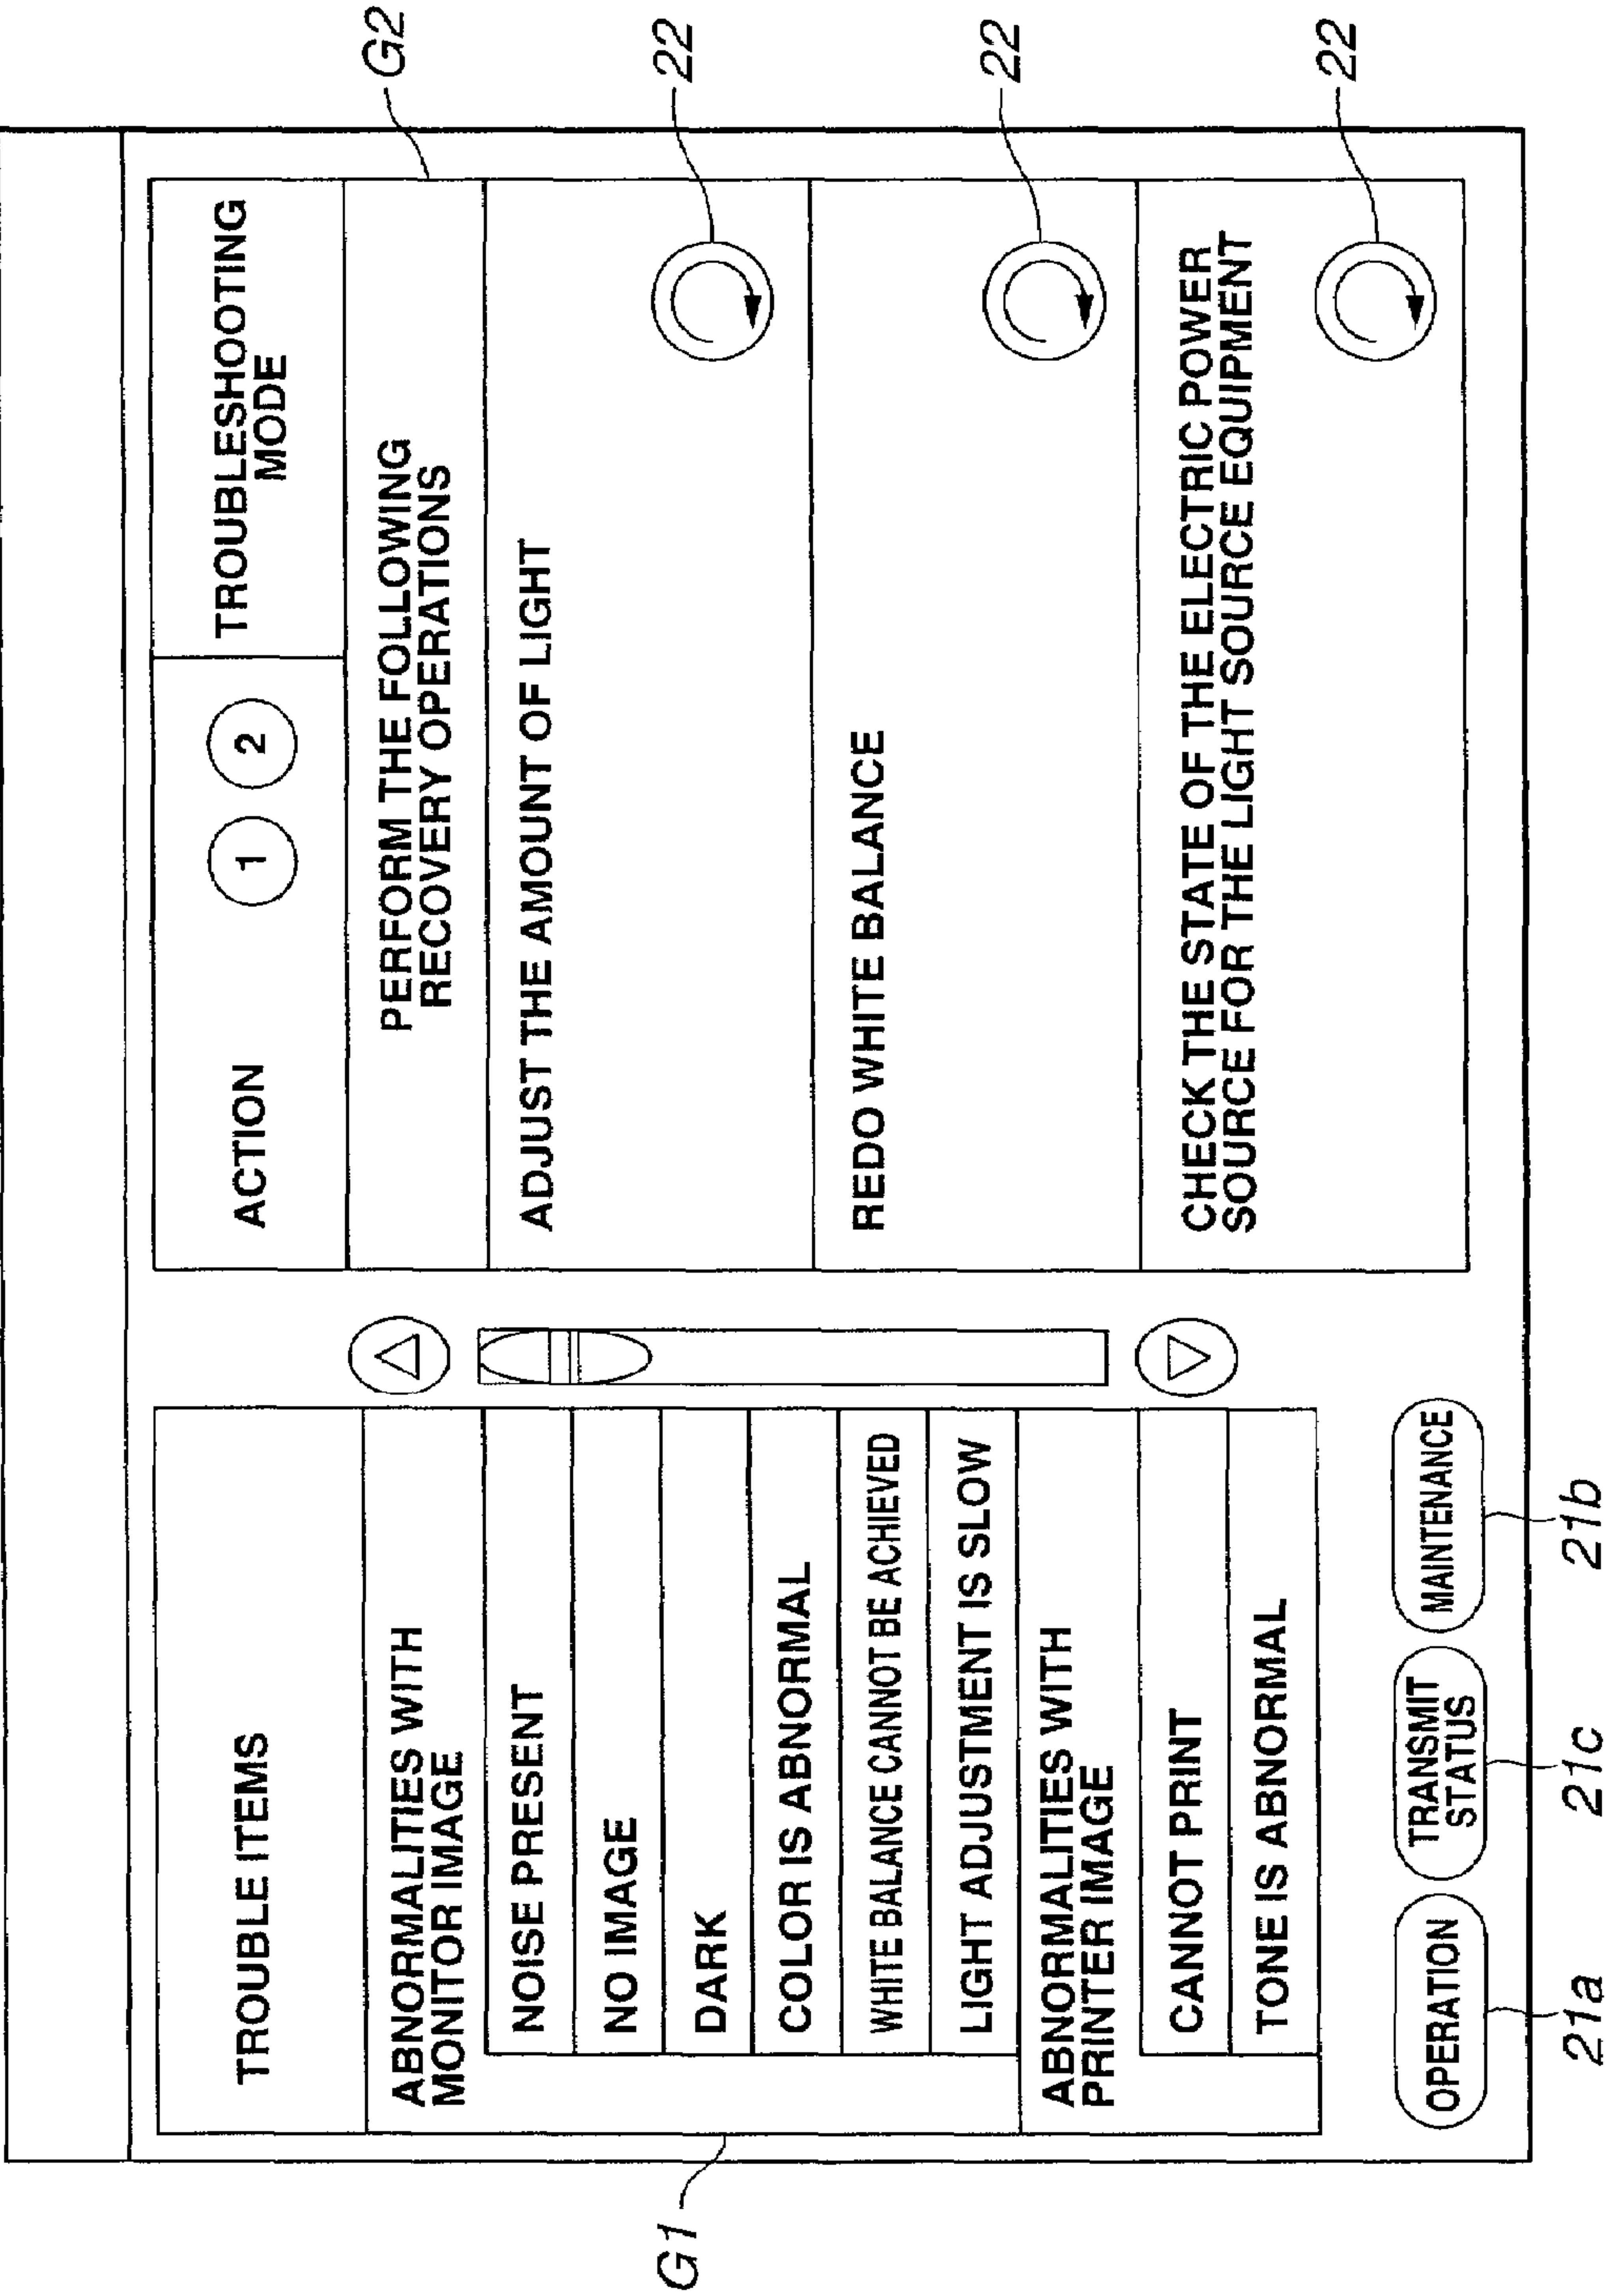 G1
TROUBLE ITEMS
ABNORMALITIES WITH
MONITOR IMAGE
NOISE PRESENT
NO IMAGE
DARK
COLOR IS ABNORMAL
WHITE BALANCE CANNOT BE ACHIEVED
LIGHT ADJUSTMENT IS SLOW
ABNORMALITIES WITH
PRINTER IMAGE
CANNOT PRINT
TONE IS ABNORMAL
ACTION 1 2
TROUBLESHOOTING
MODE
G2
PERFORM THE FOLLOWING
RECOVERY OPERATIONS
ADJUST THE AMOUNT OF LIGHT
22
REDO WHITE BALANCE
22
CHECK THE STATE OF THE ELECTRIC POWER
SOURCE FOR THE LIGHT SOURCE EQUIPMENT
22
OPERATION
TRANSMIT
STATUS
MAINTENANCE
21a
21c
21b